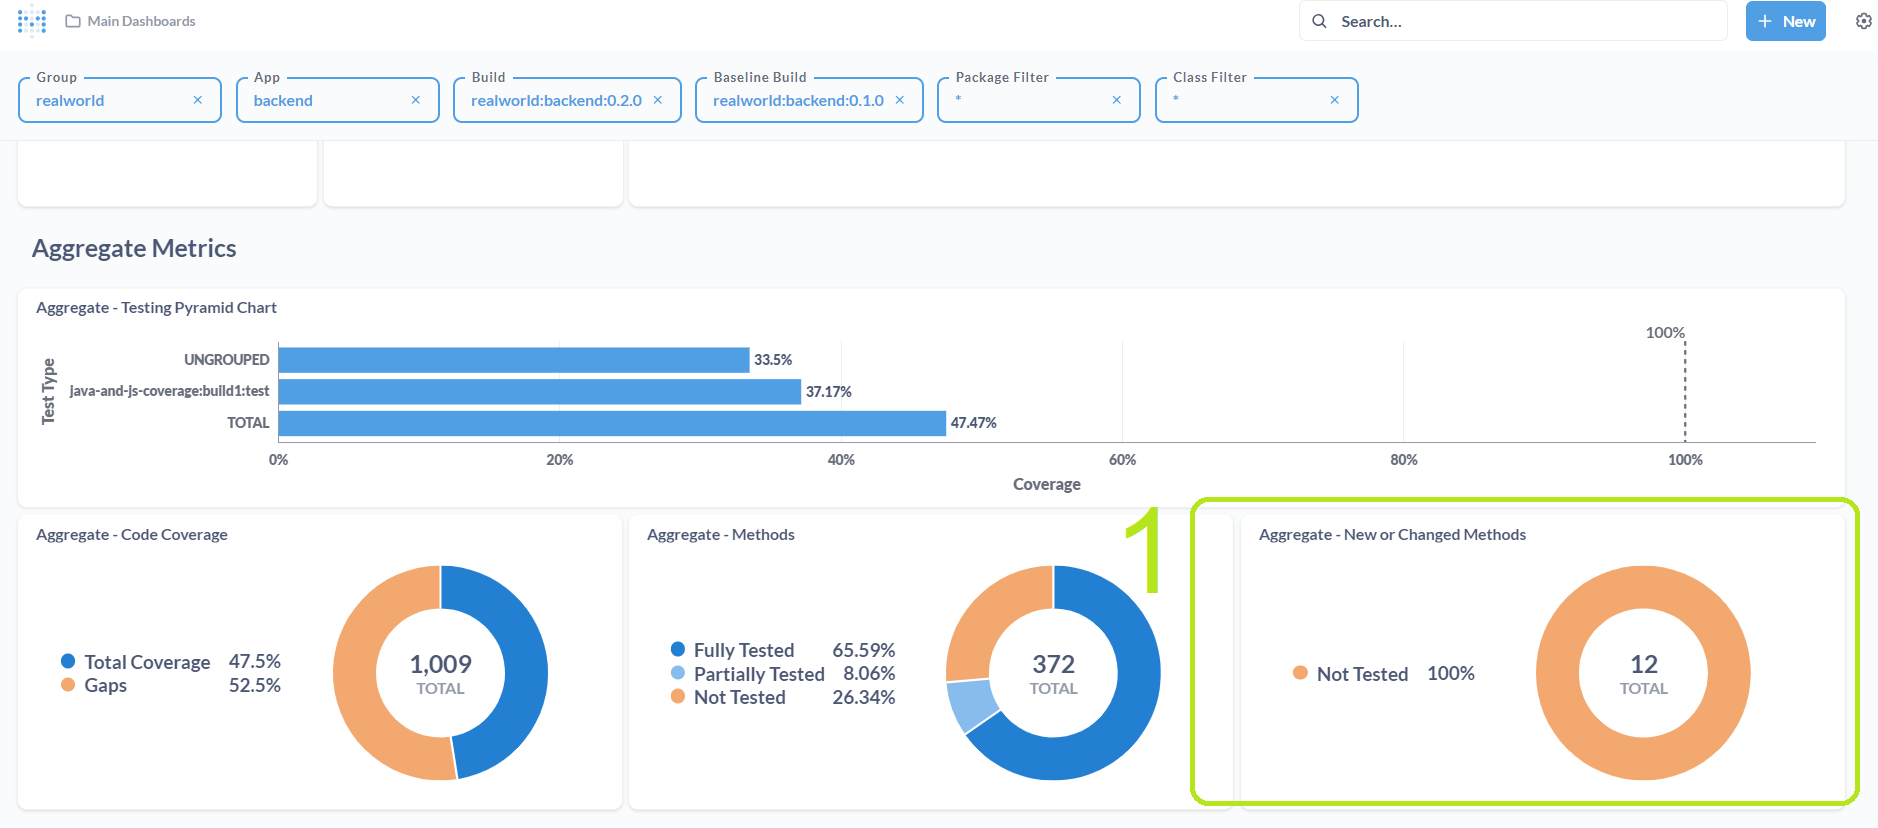 Main Dashboards
Search...
+ New
Group
realworld ×
App
backend ×
Build
realworld:backend:0.2.0 ×
Baseline Build
realworld:backend:0.1.0 ×
Package Filter
* ×
Class Filter
* ×
Aggregate Metrics
Aggregate - Testing Pyramid Chart
100%
Test Type
UNGROUPED 33.5%
java-and-js-coverage:build1:test 37.17%
TOTAL 47.47%
0% 20% 40% 60% 80% 100%
Coverage
Aggregate - Code Coverage
Total Coverage 47.5%
Gaps 52.5%
1,009
TOTAL
Aggregate - Methods
Fully Tested 65.59%
Partially Tested 8.06%
Not Tested 26.34%
372
TOTAL
1
Aggregate - New or Changed Methods
Not Tested 100%
12
TOTAL